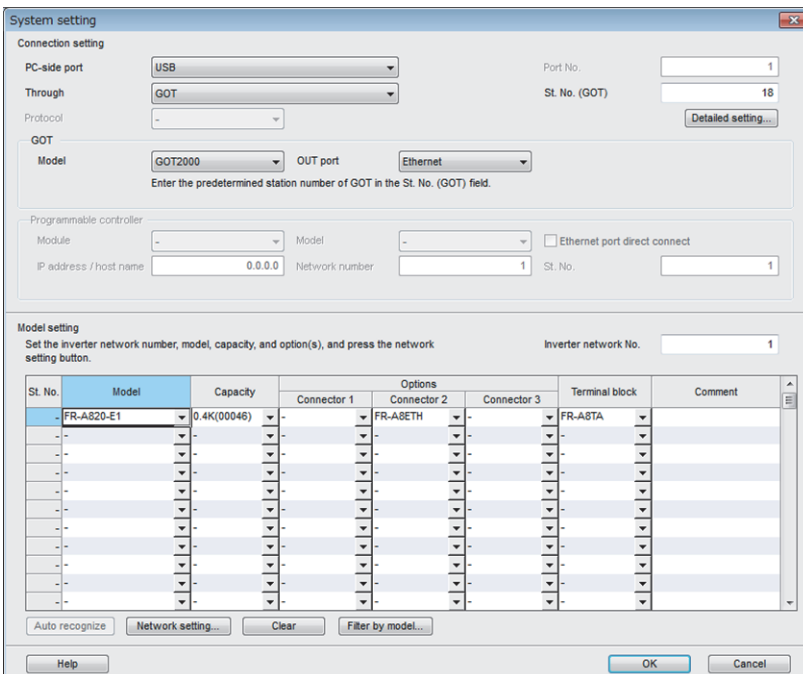 System setting
Connection setting
PC-side port USB Port No. 1
Through GOT St. No. (GOT) 18
Protocol - Detailed setting...
GOT
Model GOT2000 OUT port Ethernet
Enter the predetermined station number of GOT in the St. No. (GOT) field.
Programmable controller
Module - Model - Ethernet port direct connect
IP address / host name 0.0.0.0 Network number 1 St. No. 1
Model setting
Set the inverter network number, model, capacity, and option(s), and press the network Inverter network No. 1
setting button.
St. No. Model Capacity Options Terminal block Comment
Connector 1 Connector 2 Connector 3
- FR-A820-E1 0.4K(00046) - FR-A8ETH - FR-A8TA
- - - - - - -
- - - - - - -
- - - - - - -
- - - - - - -
- - - - - - -
- - - - - - -
- - - - - - -
- - - - - - -
- - - - - - -
- - - - - - -
Auto recognize Network setting... Clear Filter by model...
Help OK Cancel